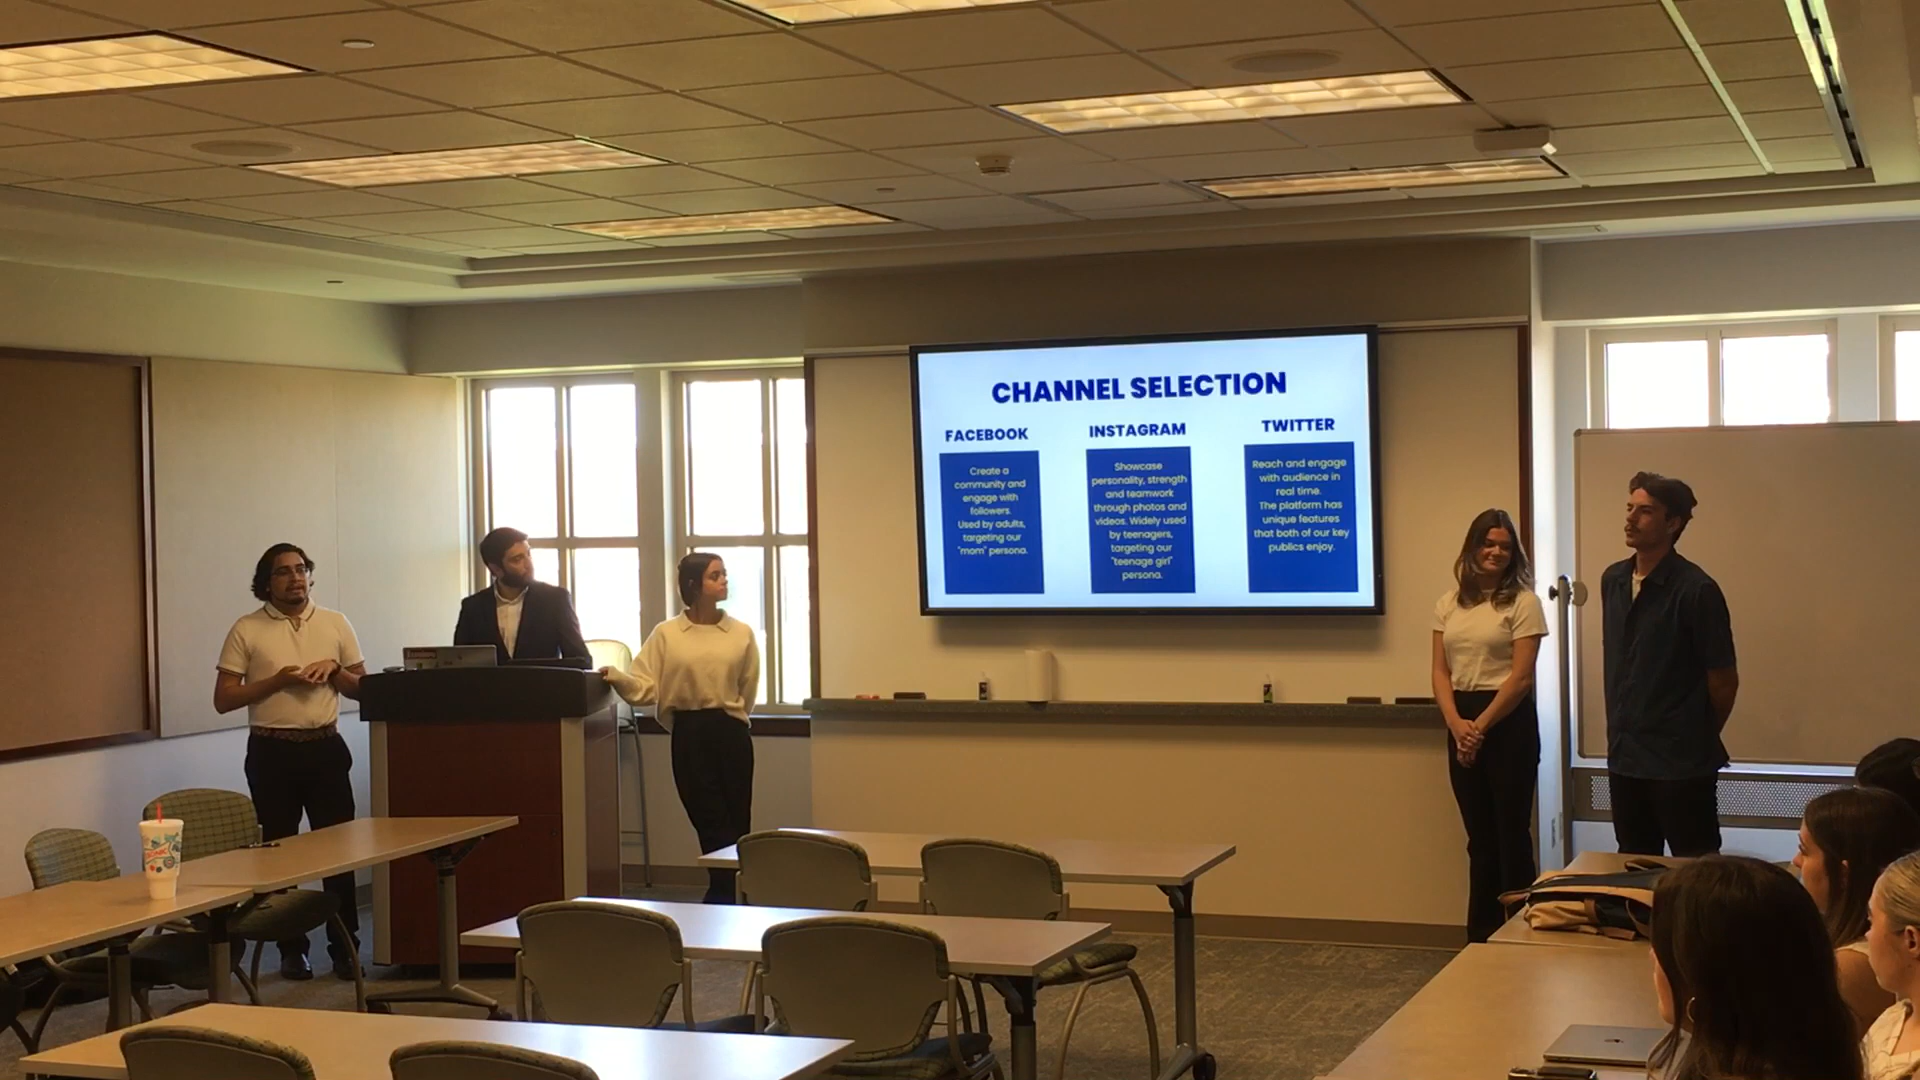 CHANNEL SELECTION
FACEBOOK
Create a
community and
engage with
followers.
Used by adults,
targeting our
"mom" persona.
INSTAGRAM
Showcase
personality, strength
and teamwork
through photos and
videos. Widely used
by teenagers,
targeting our
"teenage girl"
persona.
TWITTER
Reach and engage
with audience in
real time.
The platform has
unique features
that both of our key
publics enjoy.
SONIC